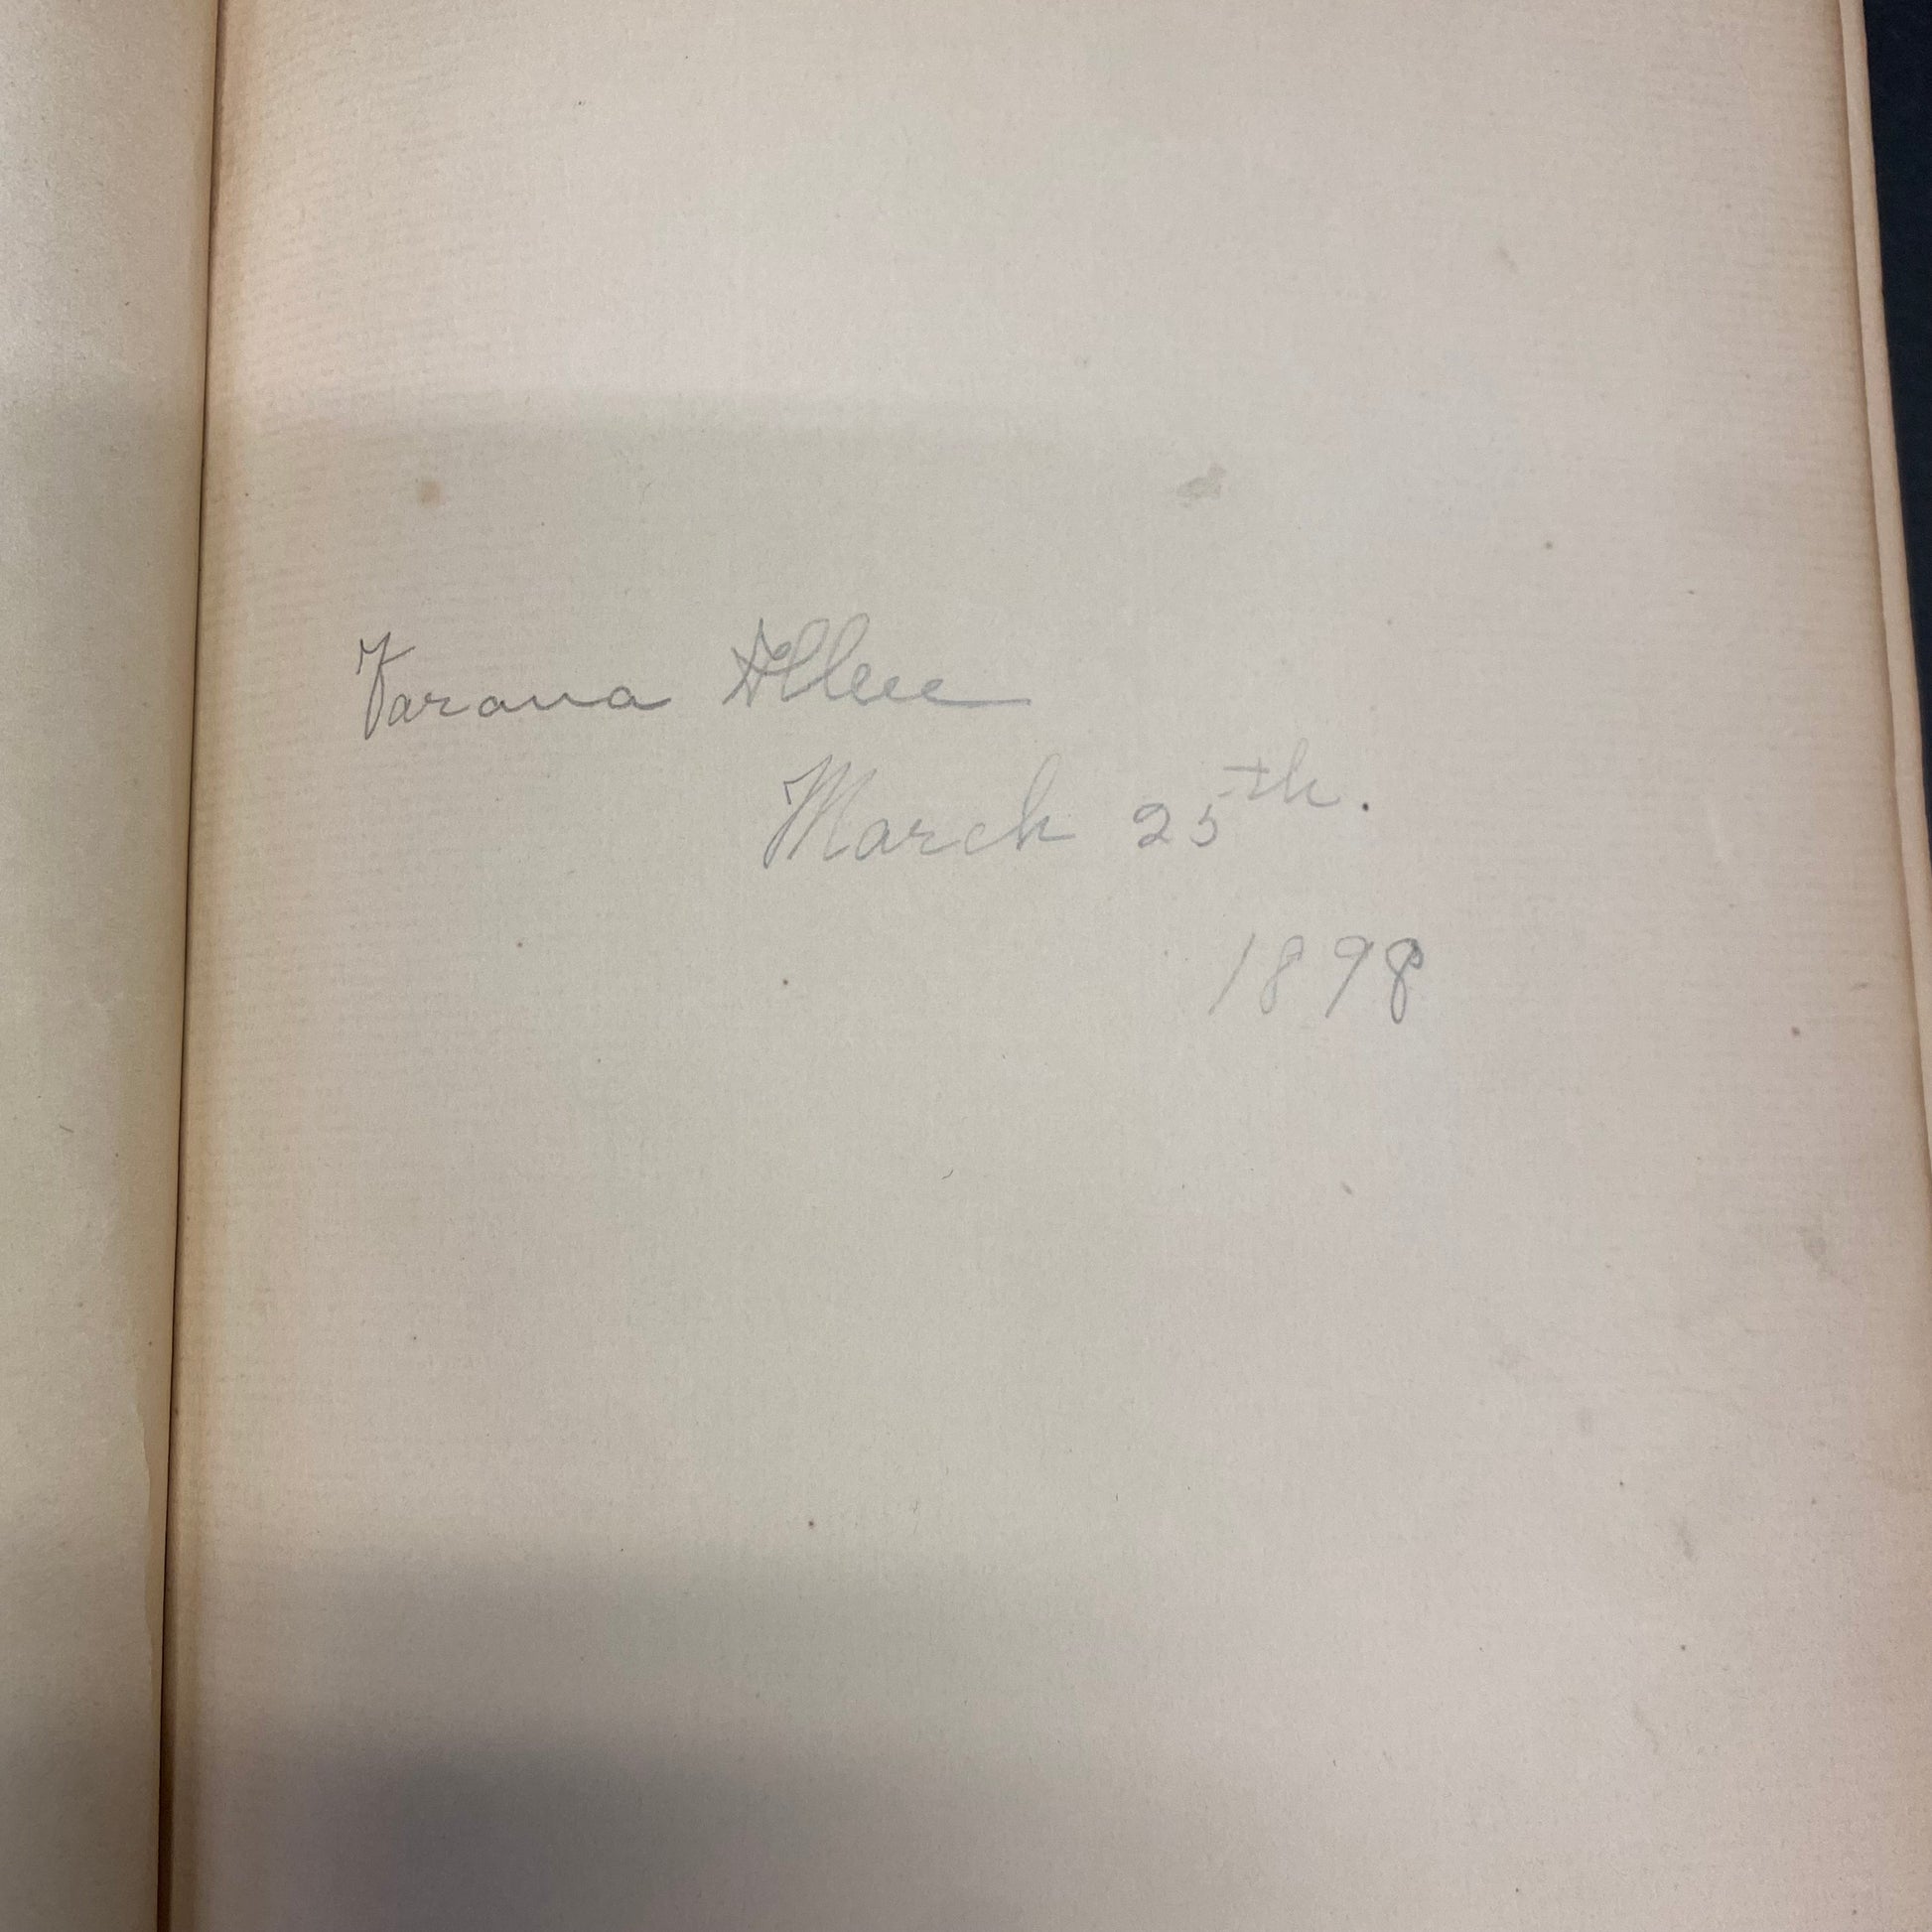 Varana Allen
March 25th.
1898